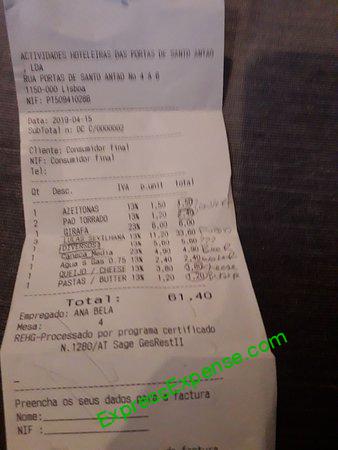 ACTIVIDADES HOTELEIRAS DAS PORTAS DE SANTO ANTAO
, LDA
RUA PORTAS DE SANTO ANTAO No 4 a 6
1150-000 Lisboa
NIF: PT509410288
Data: 2019-04-15
SubTotal n: DC C/0000002
Cliente: Consumidor final
NIF: Consumidor final
Tel:
Qt Desc. IVA P.unit Total
1 AZEITONAS 13% 1,50 1,50
2 PAO TORRADO 13% 1,20
1 GIRAFA 23% 6,00 6,00
3 LULAS SEVILHANA 13% 11,20 33,60
1 DIVERSOS 13% 5,00 5,00 ???
1 Caneca Media 23% 4,90 4,90 Beer
1 Agua s Gas 0.75 13% 2,40 2,40 water
1 QUEIJO / CHEESE 13% 3,80 3,80 cheese
1 PASTAS / BUTTER 13% 1,20
Total: 61,40
Empregado: ANA BELA
Mesa: 4
REHG-Processado por programa certificado
N.1280/AT Sage GesRestII
Preencha os seus dados para a factura
Nome:
NIF :
factura
ExpressExpense.com